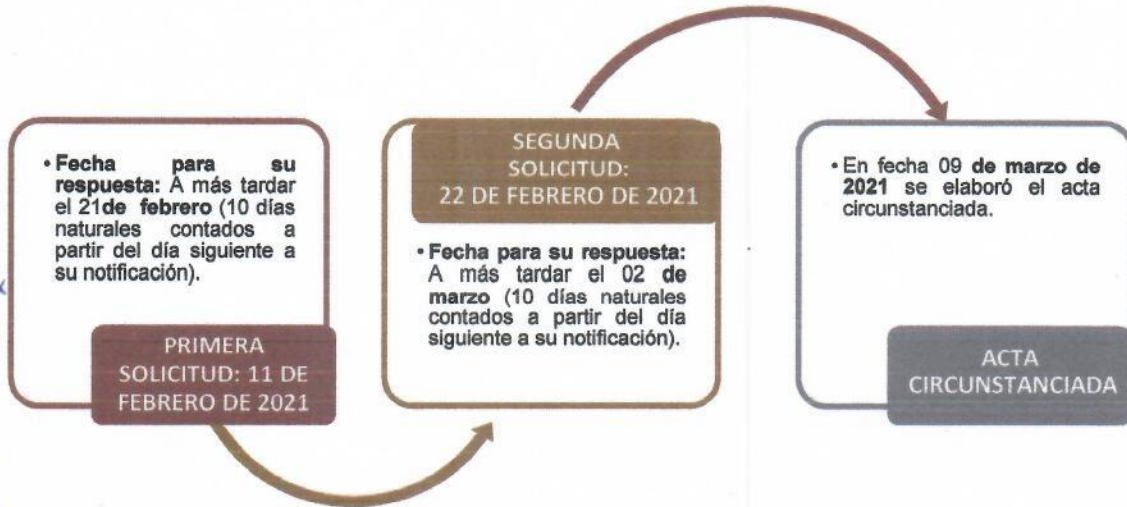 • Fecha para su
respuesta: A más tardar
el 21de febrero (10 días
naturales contados a
partir del día siguiente a
su notificación).
PRIMERA
SOLICITUD: 11 DE
FEBRERO DE 2021
SEGUNDA
SOLICITUD:
22 DE FEBRERO DE 2021
• Fecha para su respuesta:
A más tardar el 02 de
marzo (10 días naturales
contados a partir del día
siguiente a su notificación).
• En fecha 09 de marzo de
2021 se elaboró el acta
circunstanciada.
ACTA
CIRCUNSTANCIADA